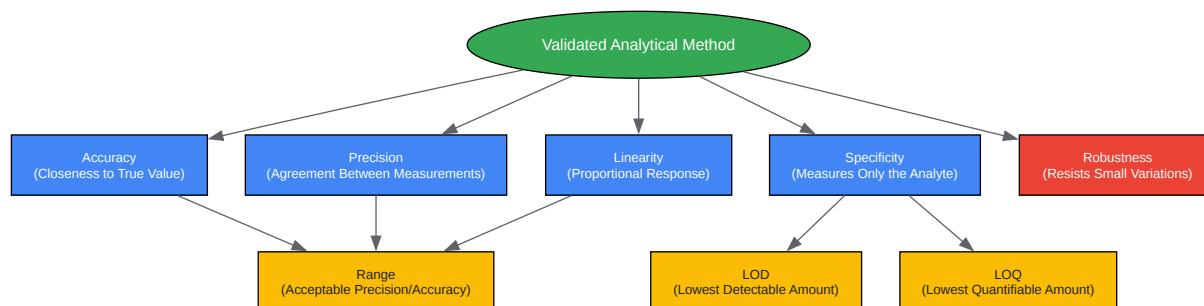 Validated Analytical Method
Accuracy
(Closeness to True Value)
Precision
(Agreement Between Measurements)
Linearity
(Proportional Response)
Specificity
(Measures Only the Analyte)
Robustness
(Resists Small Variations)
Range
(Acceptable Precision/Accuracy)
LOD
(Lowest Detectable Amount)
LOQ
(Lowest Quantifiable Amount)